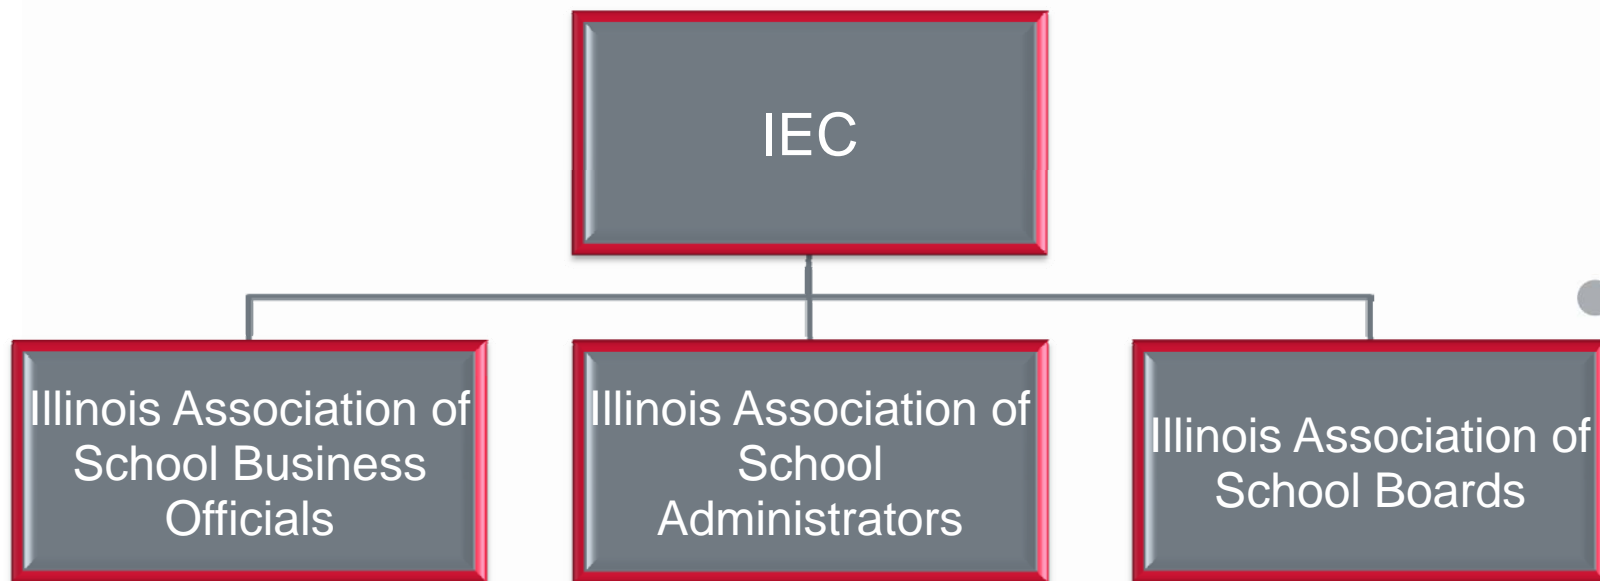 IEC
Illinois Association of
School Business
Officials
Illinois Association of
School
Administrators
Illinois Association of
School Boards